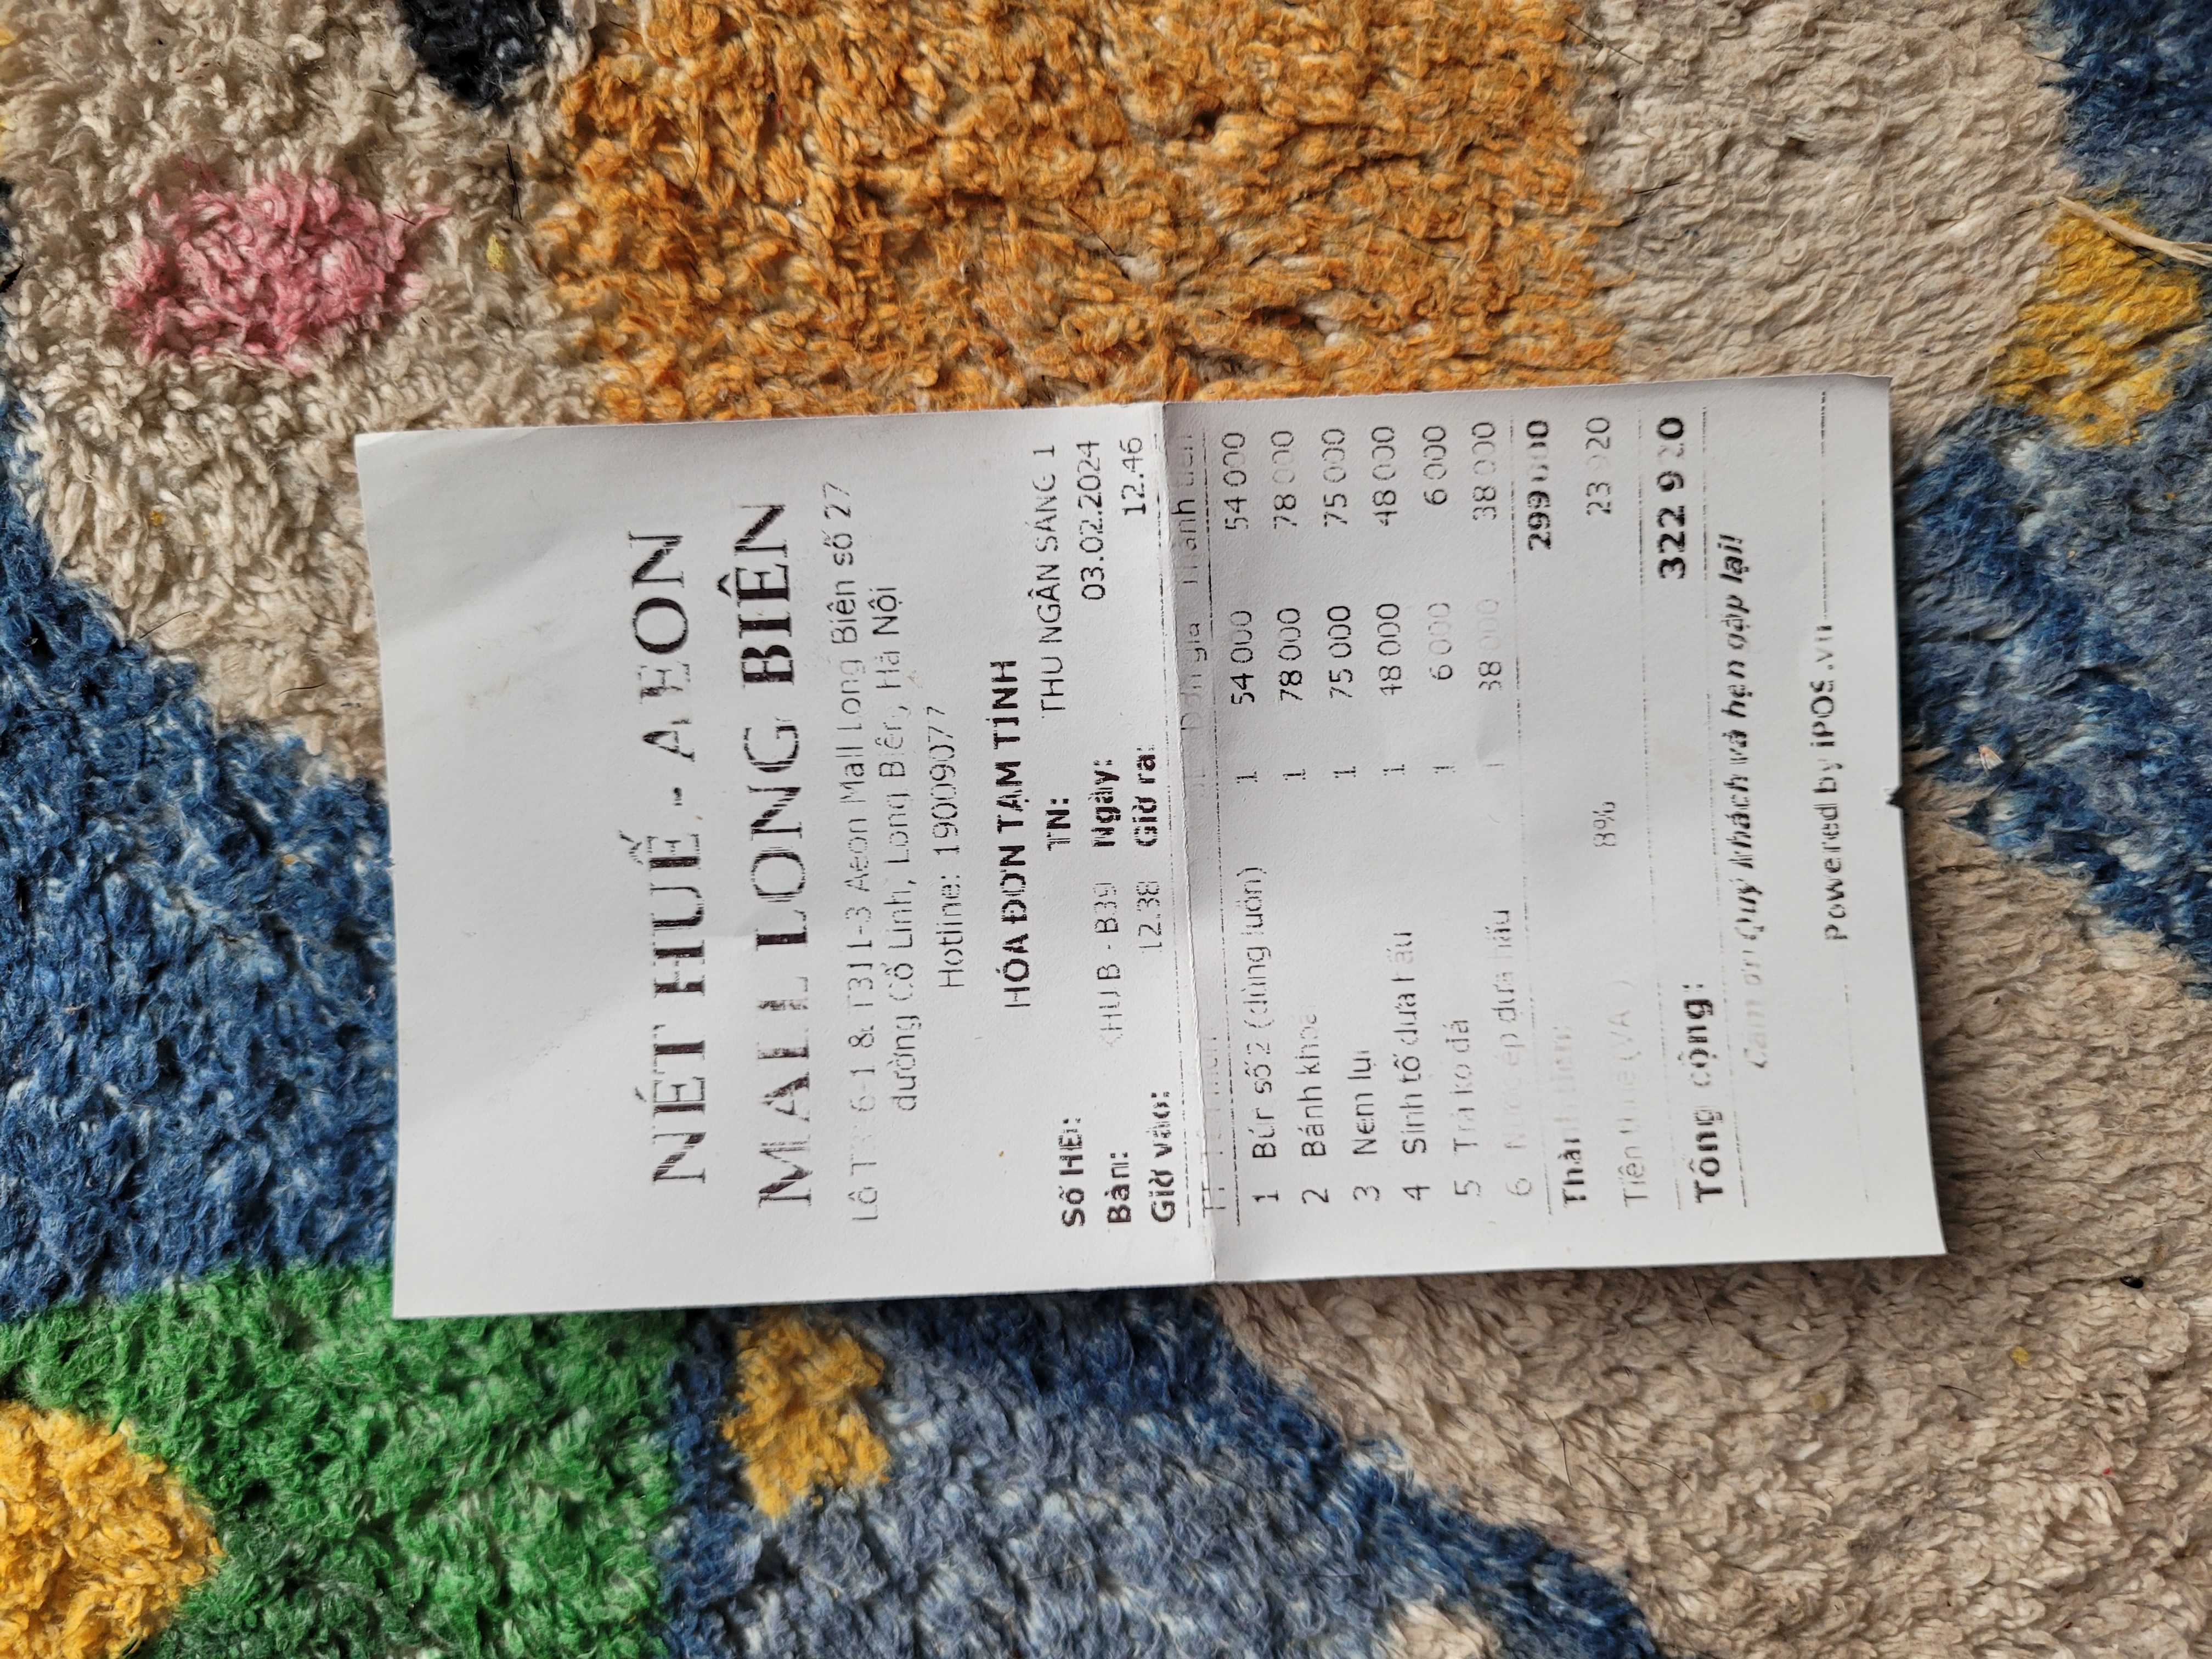 NÉT HUẾ - AEON
MALL LONG BIÊN
Lô T 6-1 & T311-3 Aeon Mall Long Biên số 27
đường Cổ Linh, Long Biên, Hà Nội
Hotline: 19009077
HÓA ĐƠN TẠM TÍNH
Số HĐ: TN: THU NGÂN SÁNG 1
Bàn: KHU B - B39 Ngày: 03.02.2024
Giờ vào: 12.38 Giờ ra: 12.46
TT Tên món SL Đơn giá Thành tiền
1 Bún số 2 (dùng luôn) 1 54 000 54 000
2 Bánh khoái 1 78 000 78 000
3 Nem lụi 1 75 000 75 000
4 Sinh tố dưa hấu 1 48 000 48 000
5 Trà ko đá 1 6 000 6 000
6 Nước ép dưa hấu 1 38 000 38 000
Thành tiền: 299 000
Tiền thuế (VAT) 8% 23 920
Tổng cộng: 322 920
Cảm ơn Quý khách và hẹn gặp lại!
Powered by iPOS.vn